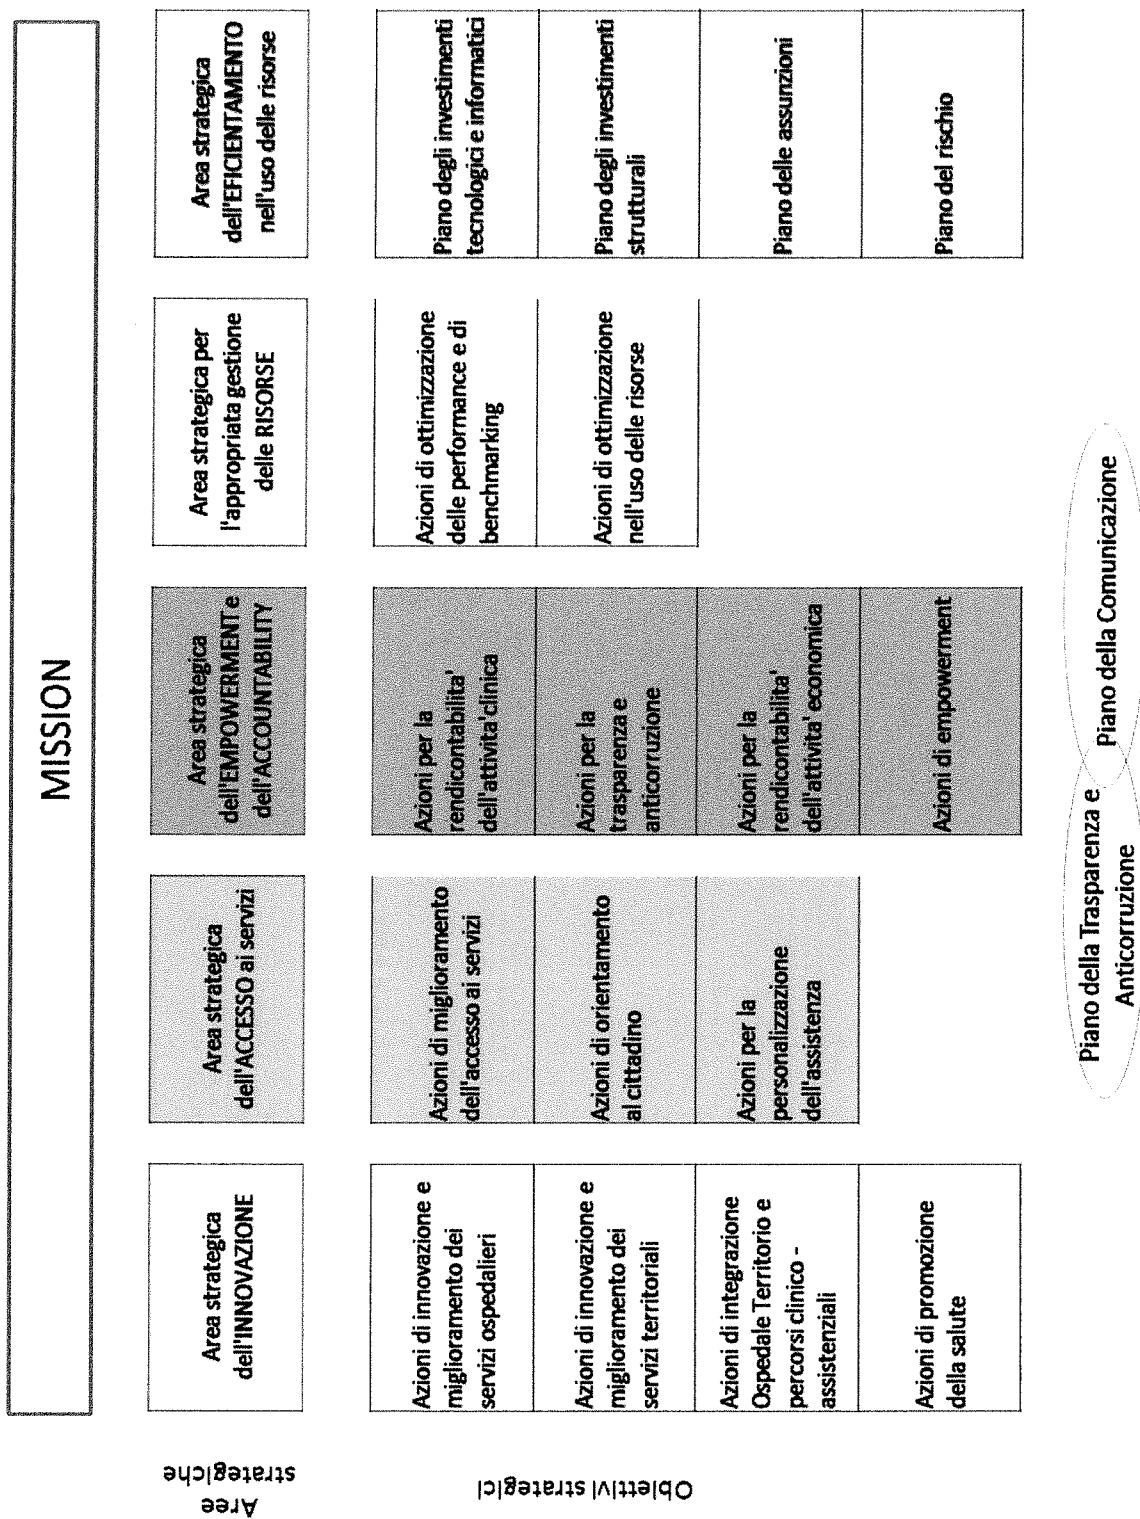 MISSION
Aree
strategiche
Area strategica
dell'INNOVAZIONE
Area strategica
dell'ACCESSO ai servizi
Area strategica
dell'EMPOWERMENT e
dell'ACCOUNTABILITY
Area strategica per
l'appropriata gestione
delle RISORSE
Area strategica
dell'EFICIENTAMENTO
nell'uso delle risorse
Obiettivi strategici
Azioni di innovazione e
miglioramento dei
servizi ospedalieri
Azioni di innovazione e
miglioramento dei
servizi territoriali
Azioni di integrazione
Ospedale Territorio e
percorsi clinico -
assistenziali
Azioni di promozione
della salute
Azioni di miglioramento
dell'accesso ai servizi
Azioni di orientamento
al cittadino
Azioni per la
personalizzazione
dell'assistenza
Azioni per la
rendicontabilita'
dell'attivita' clinica
Azioni per la
trasparenza e
anticorruzione
Azioni per la
rendicontabilita'
dell'attivita' economica
Azioni di empowerment
Azioni di ottimizzazione
delle performance e di
benchmarking
Azioni di ottimizzazione
nell'uso delle risorse
Piano degli investimenti
tecnologici e informatici
Piano degli investimenti
strutturali
Piano delle assunzioni
Piano del rischio
Piano della Trasparenza e
Anticorruzione
Piano della Comunicazione